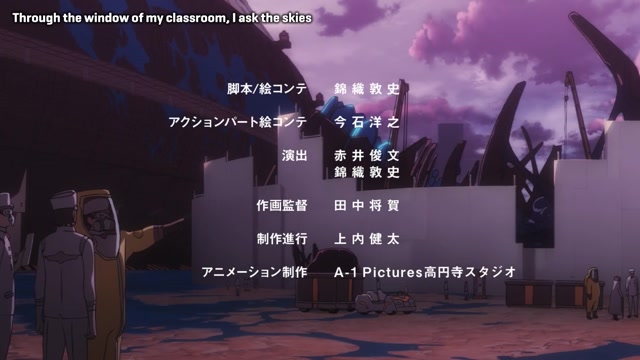 Through the window of my classroom, I ask the skies
脚本/絵コンテ 錦織敦史
アクションパート絵コンテ 今石洋之
演出 赤井俊文
錦織敦史
作画監督 田中将賀
制作進行 上内健太
アニメーション制作 A-1 Pictures高円寺スタジオ